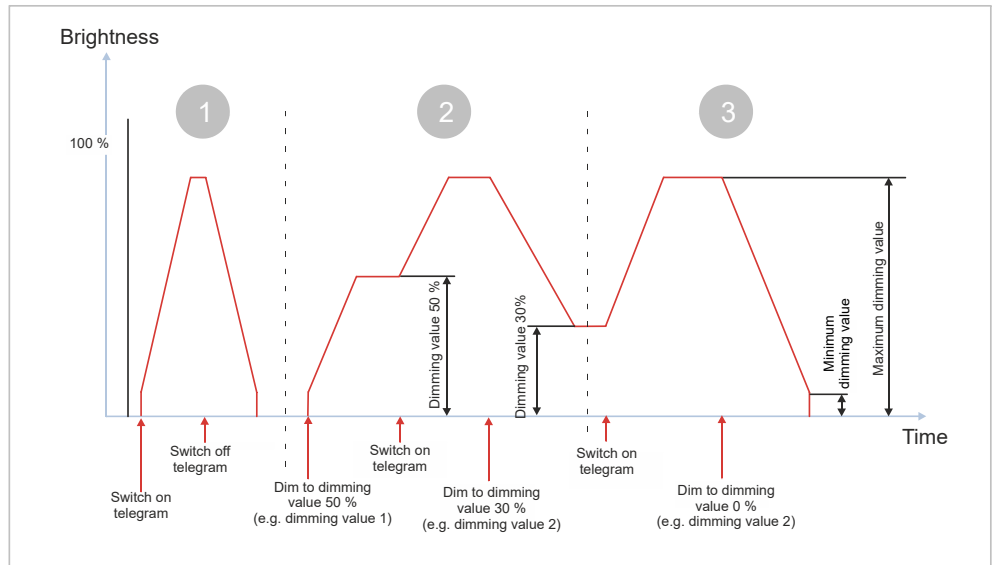 Brightness
1
2
3
100 %
Dimming value 50 %
Dimming value 30%
Minimum
dimming value
Maximum dimming value
Time
Switch on
telegram
Switch off
telegram
Dim to dimming
value 50 %
(e.g. dimming value 1)
Switch on
telegram
Dim to dimming
value 30 %
(e.g. dimming value 2)
Switch on
telegram
Dim to dimming
value 0 %
(e.g. dimming value 2)